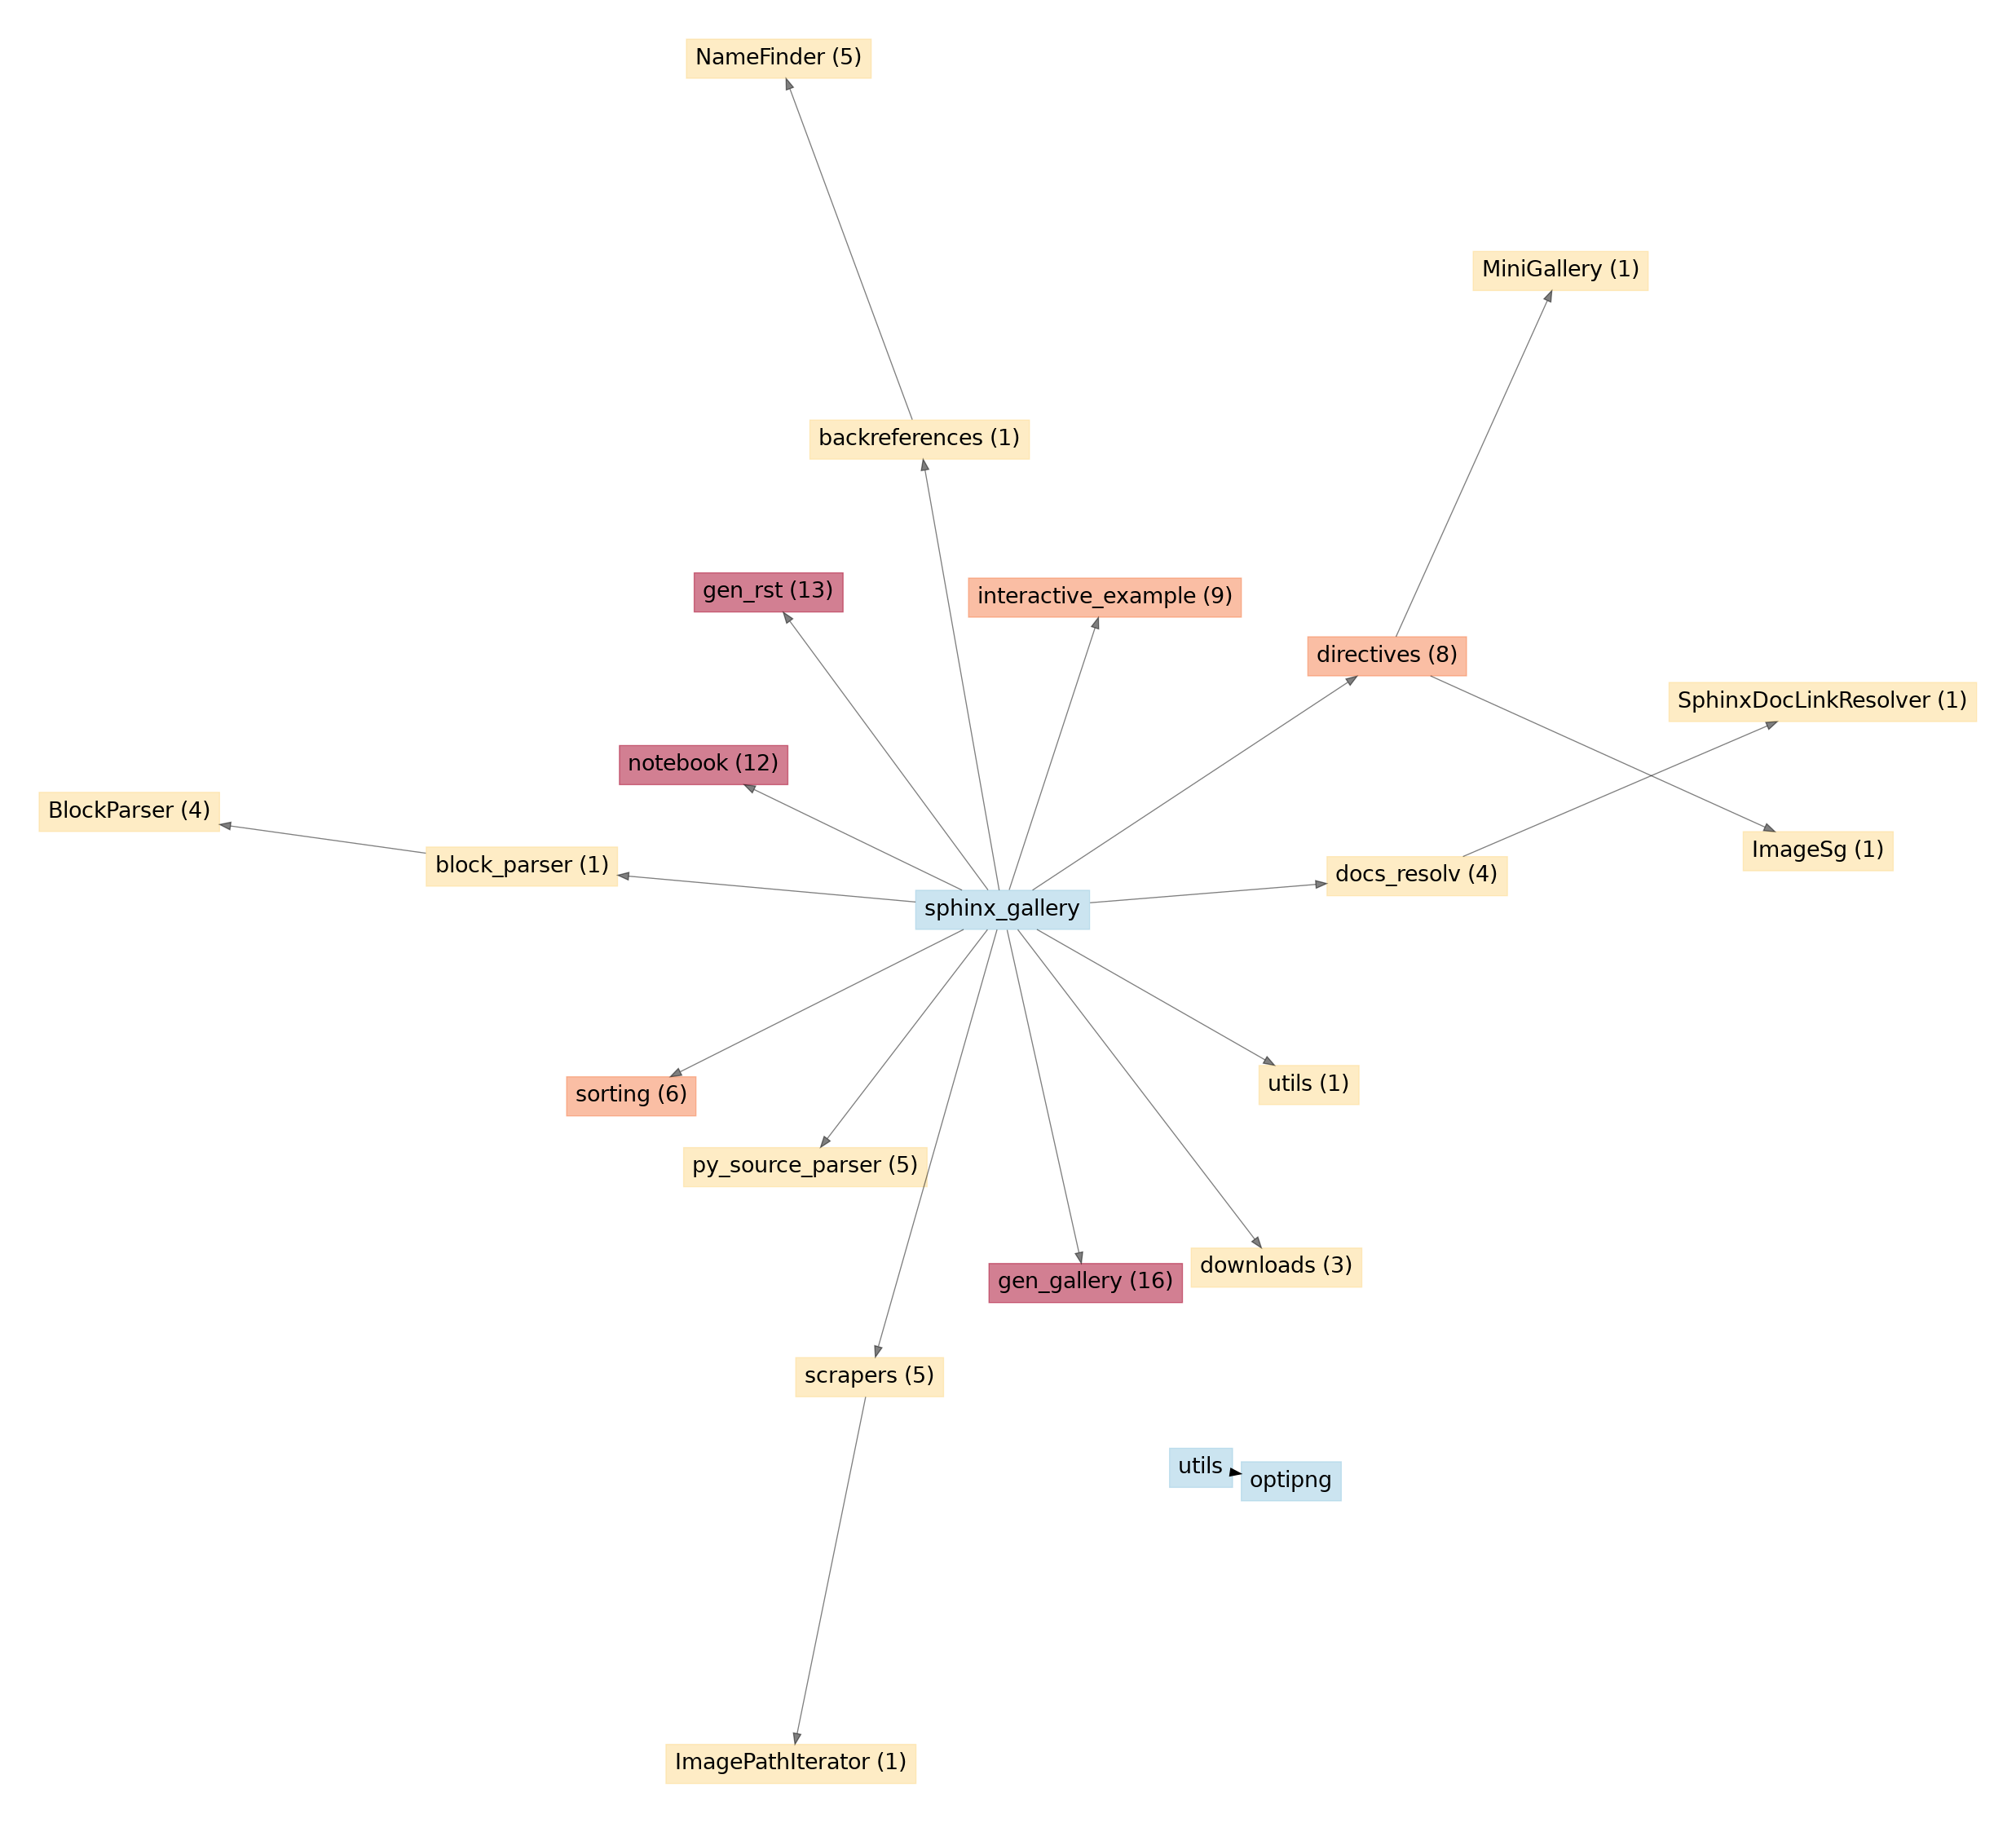 NameFinder (5)
MiniGallery (1)
backreferences (1)
gen_rst (13)
interactive_example (9)
directives (8)
SphinxDocLinkResolver (1)
notebook (12)
BlockParser (4)
ImageSg (1)
block_parser (1)
docs_resolv (4)
sphinx_gallery
utils (1)
sorting (6)
py_source_parser (5)
downloads (3)
gen_gallery (16)
scrapers (5)
utils
optipng
ImagePathIterator (1)